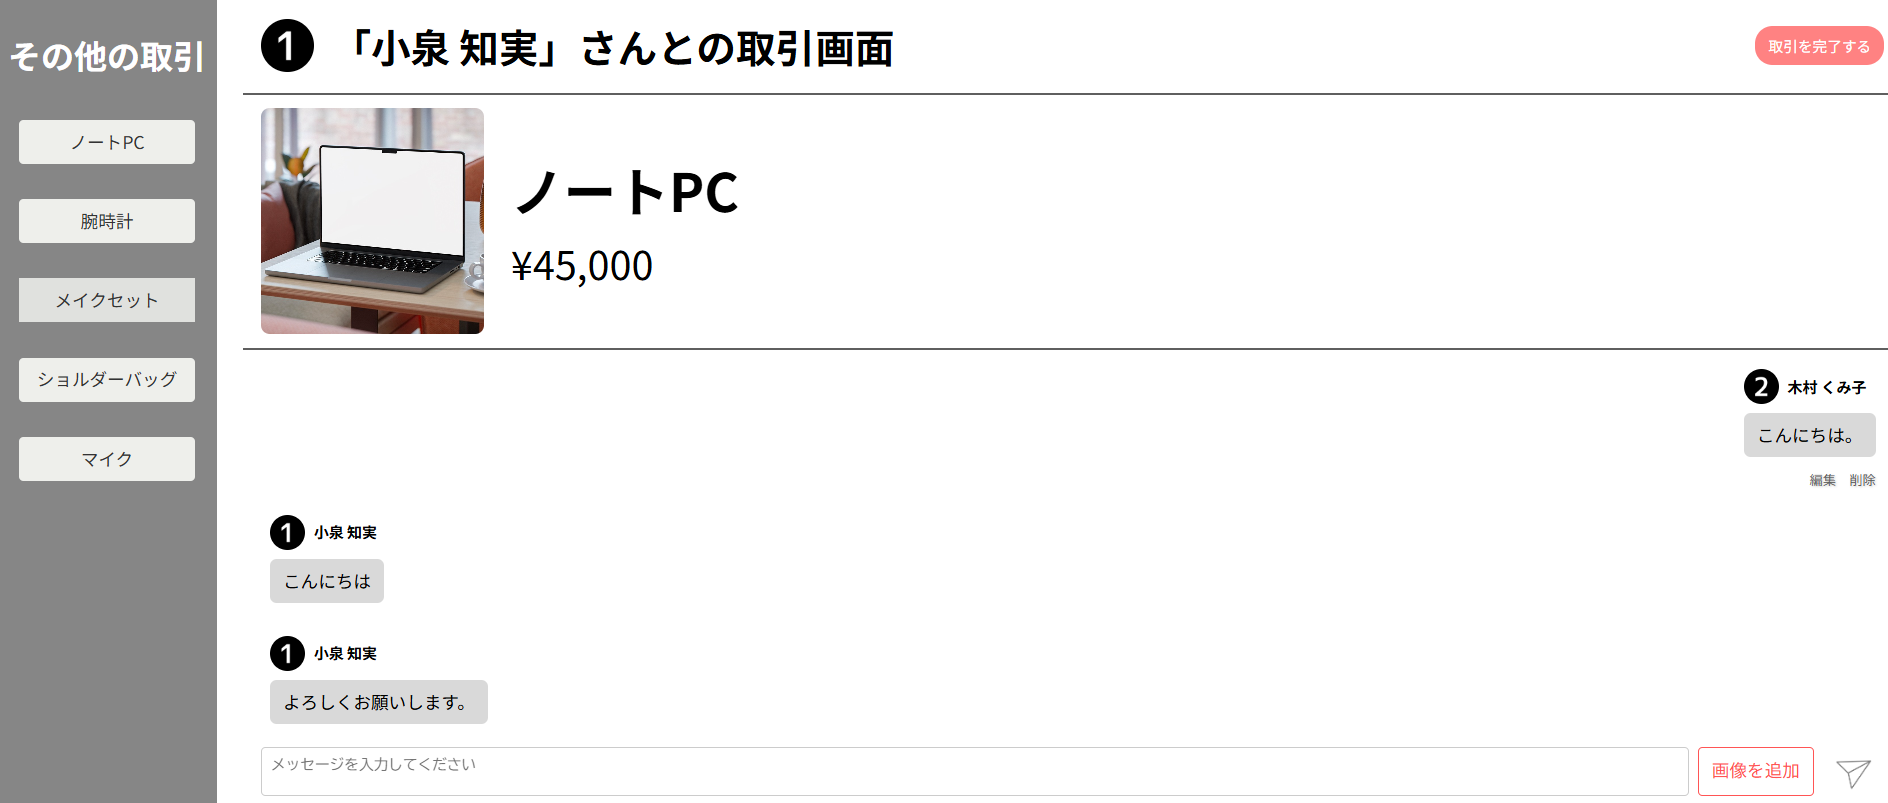 その他の取引
ノートPC
腕時計
メイクセット
ショルダーバッグ
マイク
1 「小泉 知実」さんとの取引画面
取引を完了する
ノートPC
¥45,000
2 木村 くみ子
こんにちは。
編集 削除
1 小泉 知実
こんにちは
1 小泉 知実
よろしくお願いします。
メッセージを入力してください
画像を追加